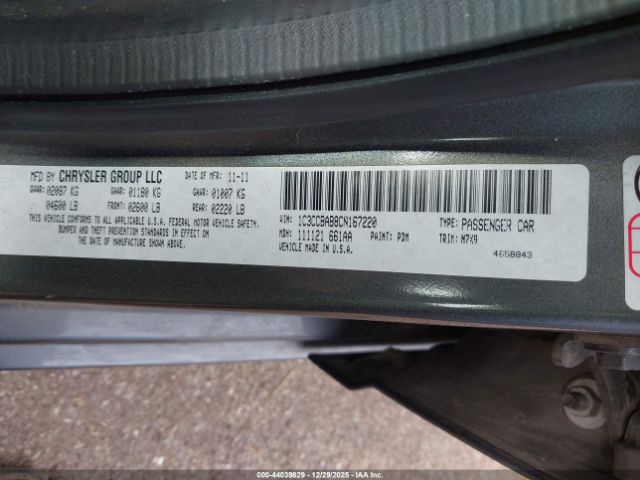 MFD BY CHRYSLER GROUP LLC DATE OF MFR: 11-11
GVWR: 02087 KG GAWR: 01180 KG GAWR: 01007 KG
04600 LB FRONT: 02600 LB REAR: 02220 LB
THIS VEHICLE CONFORMS TO ALL APPLICABLE U.S.A. FEDERAL MOTOR VEHICLE SAFETY,
BUMPER AND THEFT PREVENTION STANDARDS IN EFFECT ON
THE DATE OF MANUFACTURE SHOWN ABOVE.
VIN: 1C3CCBAB8CN167220 TYPE: PASSENGER CAR
MDH: 111121 661AA PAINT: PDM TRIM: M7X9
VEHICLE MADE IN U.S.A. 4658843
000-44039829 · 12/29/2025 · IAAI.COM